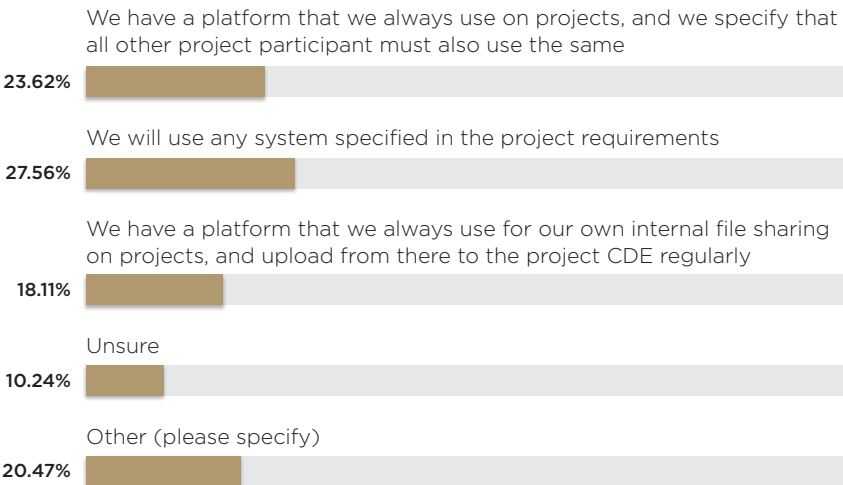 We have a platform that we always use on projects, and we specify that
all other project participant must also use the same
23.62%
We will use any system specified in the project requirements
27.56%
We have a platform that we always use for our own internal file sharing
on projects, and upload from there to the project CDE regularly
18.11%
Unsure
10.24%
Other (please specify)
20.47%